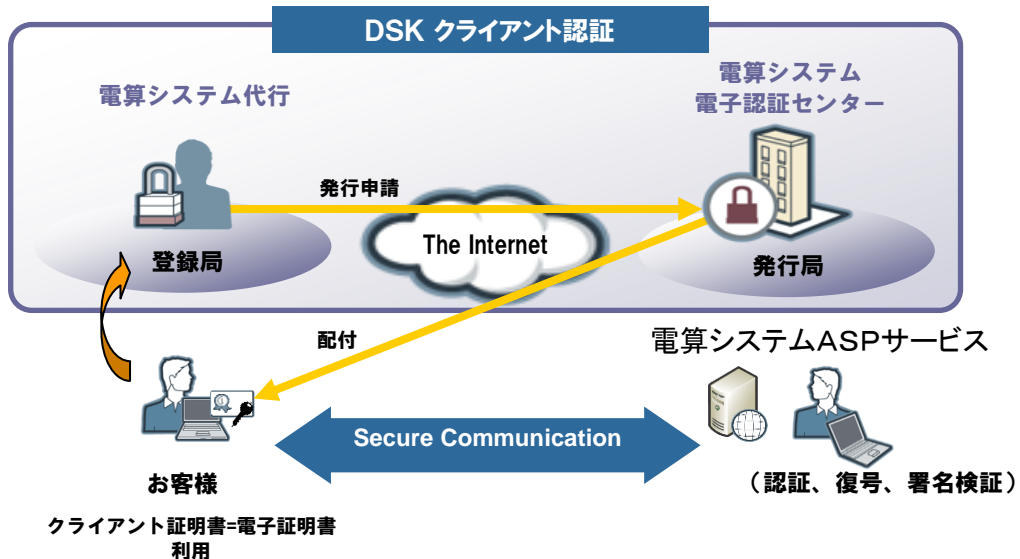 DSK クライアント認証
電算システム代行
電算システム
電子認証センター
発行申請
The Internet
登録局
発行局
配付
電算システムASPサービス
Secure Communication
お客様
（認証、復号、署名検証）
クライアント証明書=電子証明書
利用